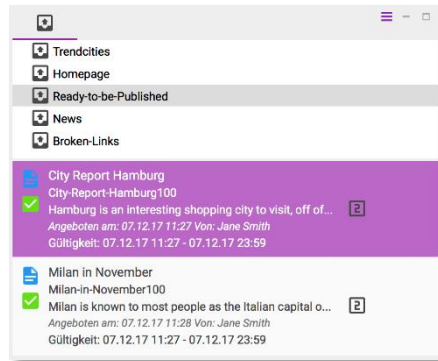 Trendcities
Homepage
Ready-to-be-Published
News
Broken-Links
City Report Hamburg
City-Report-Hamburg100
Hamburg is an interesting shopping city to visit, off of...
2
Angeboten am: 07.12.17 11:27 Von: Jane Smith
Gültigkeit: 07.12.17 11:27 - 07.12.17 23:59
Milan in November
Milan-in-November100
Milan is known to most people as the Italian capital o...
2
Angeboten am: 07.12.17 11:28 Von: Jane Smith
Gültigkeit: 07.12.17 11:27 - 07.12.17 23:59